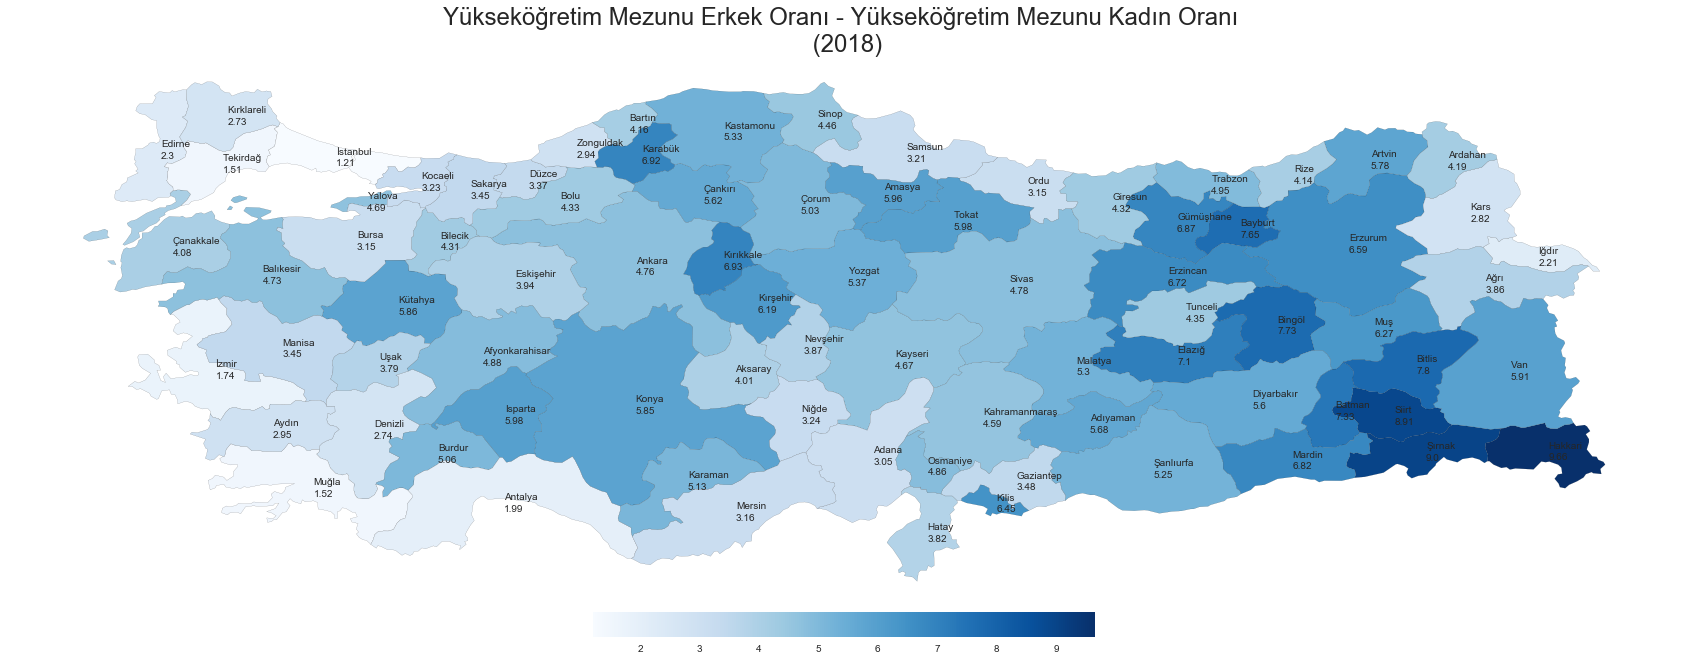 Yükseköğretim Mezunu Erkek Oranı - Yükseköğretim Mezunu Kadın Oranı
(2018)
Kırklareli
2.73
Edirne
2.3
Tekirdağ
1.51
İstanbul
1.21
Kocaeli
3.23
Yalova
4.69
Sakarya
3.45
Düzce
3.37
Zonguldak
2.94
Bartın
4.16
Karabük
6.92
Kastamonu
5.33
Sinop
4.46
Samsun
3.21
Bolu
4.33
Çankırı
5.62
Çorum
5.03
Amasya
5.96
Tokat
5.98
Ordu
3.15
Giresun
4.32
Trabzon
4.95
Rize
4.14
Artvin
5.78
Ardahan
4.19
Kars
2.82
Iğdır
2.21
Ağrı
3.86
Erzurum
6.59
Bayburt
7.65
Gümüşhane
6.87
Erzincan
6.72
Tunceli
4.35
Bingöl
7.73
Muş
6.27
Bitlis
7.8
Van
5.91
Çanakkale
4.08
Balıkesir
4.73
Bursa
3.15
Bilecik
4.31
Eskişehir
3.94
Kütahya
5.86
Ankara
4.76
Kırıkkale
6.93
Kırşehir
6.19
Yozgat
5.37
Sivas
4.78
Manisa
3.45
İzmir
1.74
Uşak
3.79
Afyonkarahisar
4.88
Aksaray
4.01
Nevşehir
3.87
Kayseri
4.67
Malatya
5.3
Elazığ
7.1
Diyarbakır
5.6
Batman
7.33
Siirt
8.91
Şırnak
9.0
Mardin
6.82
Aydın
2.95
Denizli
2.74
Isparta
5.98
Burdur
5.06
Konya
5.85
Niğde
3.24
Adana
3.05
Kahramanmaraş
4.59
Adıyaman
5.68
Şanlıurfa
5.25
Muğla
1.52
Antalya
1.99
Karaman
5.13
Mersin
3.16
Osmaniye
4.86
Gaziantep
3.48
Kilis
6.45
Hatay
3.82
2 3 4 5 6 7 8 9